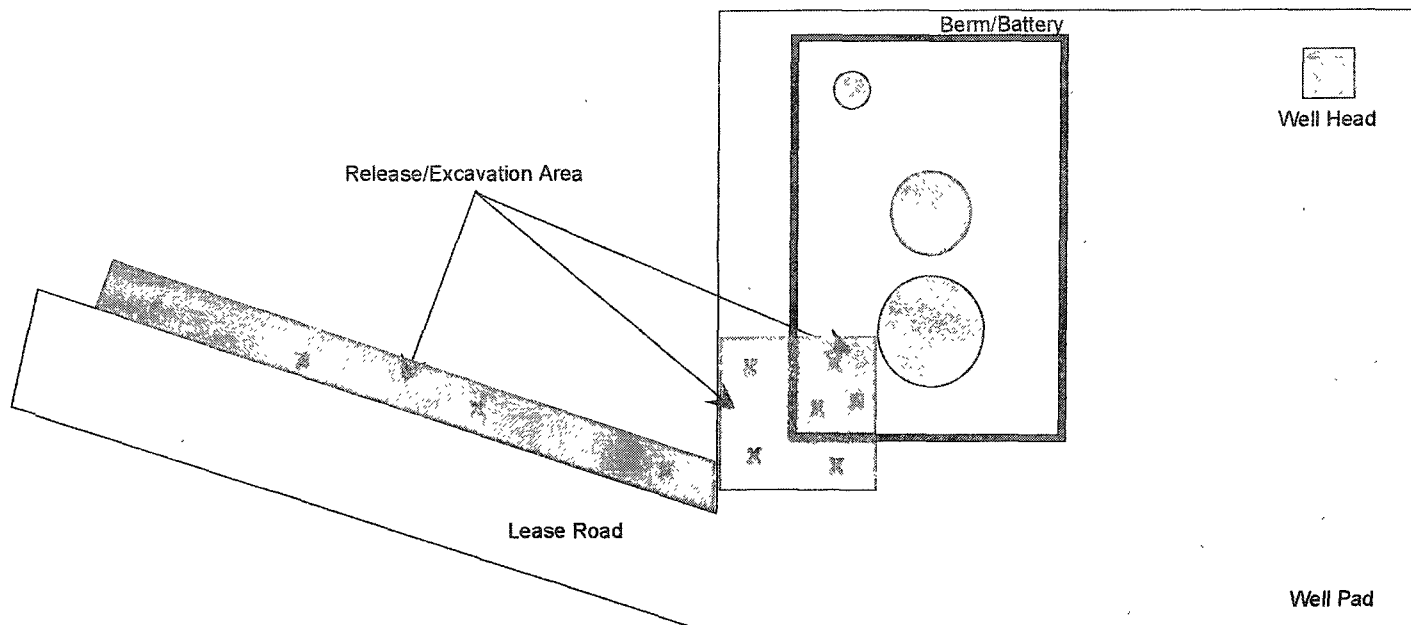 Berm/Battery
Well Head
Release/Excavation Area
Lease Road
Well Pad